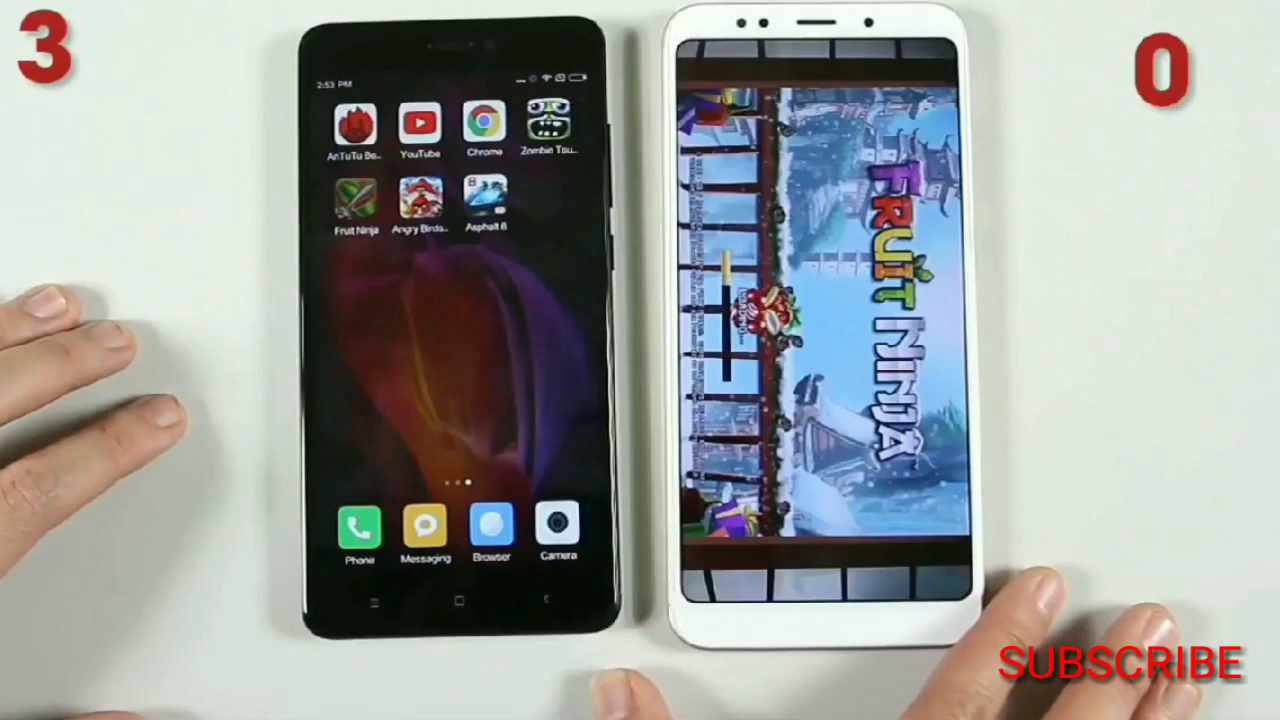 3
0
2:53 PM
AnTuTu Be..
YouTube
Chrome
Zombie Tsu..
Fruit Ninja
Angry Birds..
Asphalt 8
Phone
Messaging
Browser
Camera
FRUIT NINJA
LOADING
SUBSCRIBE